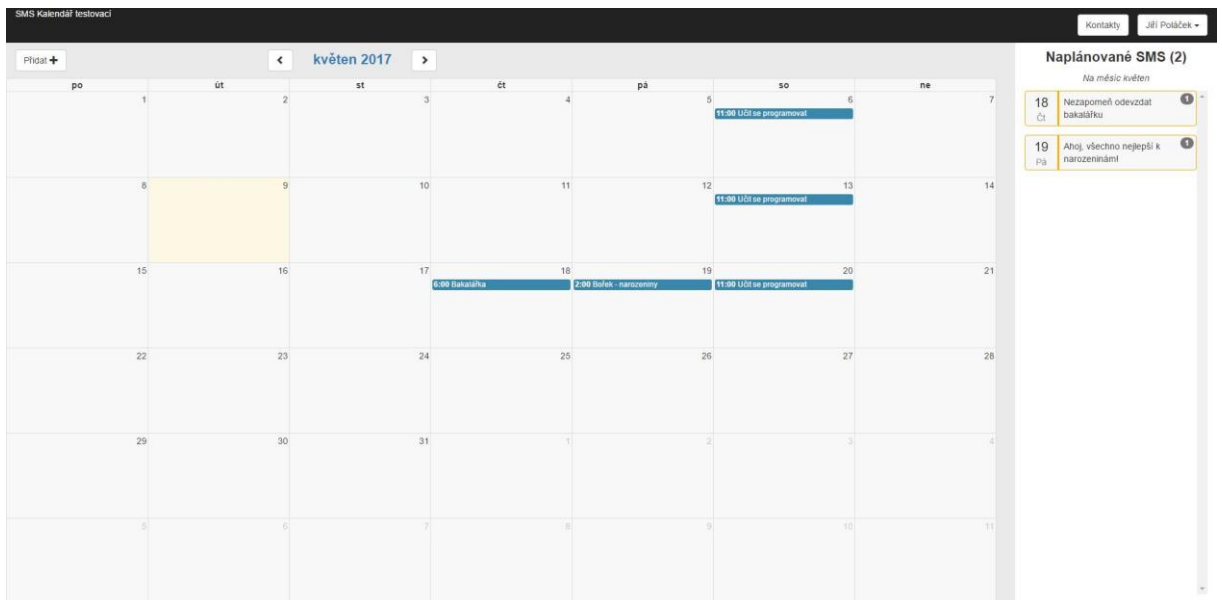 SMS Kalendář testovací
Kontakty
Jiří Poláček
Přidat
květen 2017
po út st čt pá so ne
1 2 3 4 5 6 7
11:00 Učit se programovat
8 9 10 11 12 13 14
11:00 Učit se programovat
15 16 17 18 19 20 21
6:00 Bakalářka 2:00 Bořek - narozeniny 11:00 Učit se programovat
22 23 24 25 26 27 28
29 30 31 1 2 3 4
5 6 7 8 9 10 11
Naplánované SMS (2)
Na měsíc květen
18 Nezapomeň odevzdat 1
Čt bakalářku
19 Ahoj, všechno nejlepší k 1
Pá narozeninám!